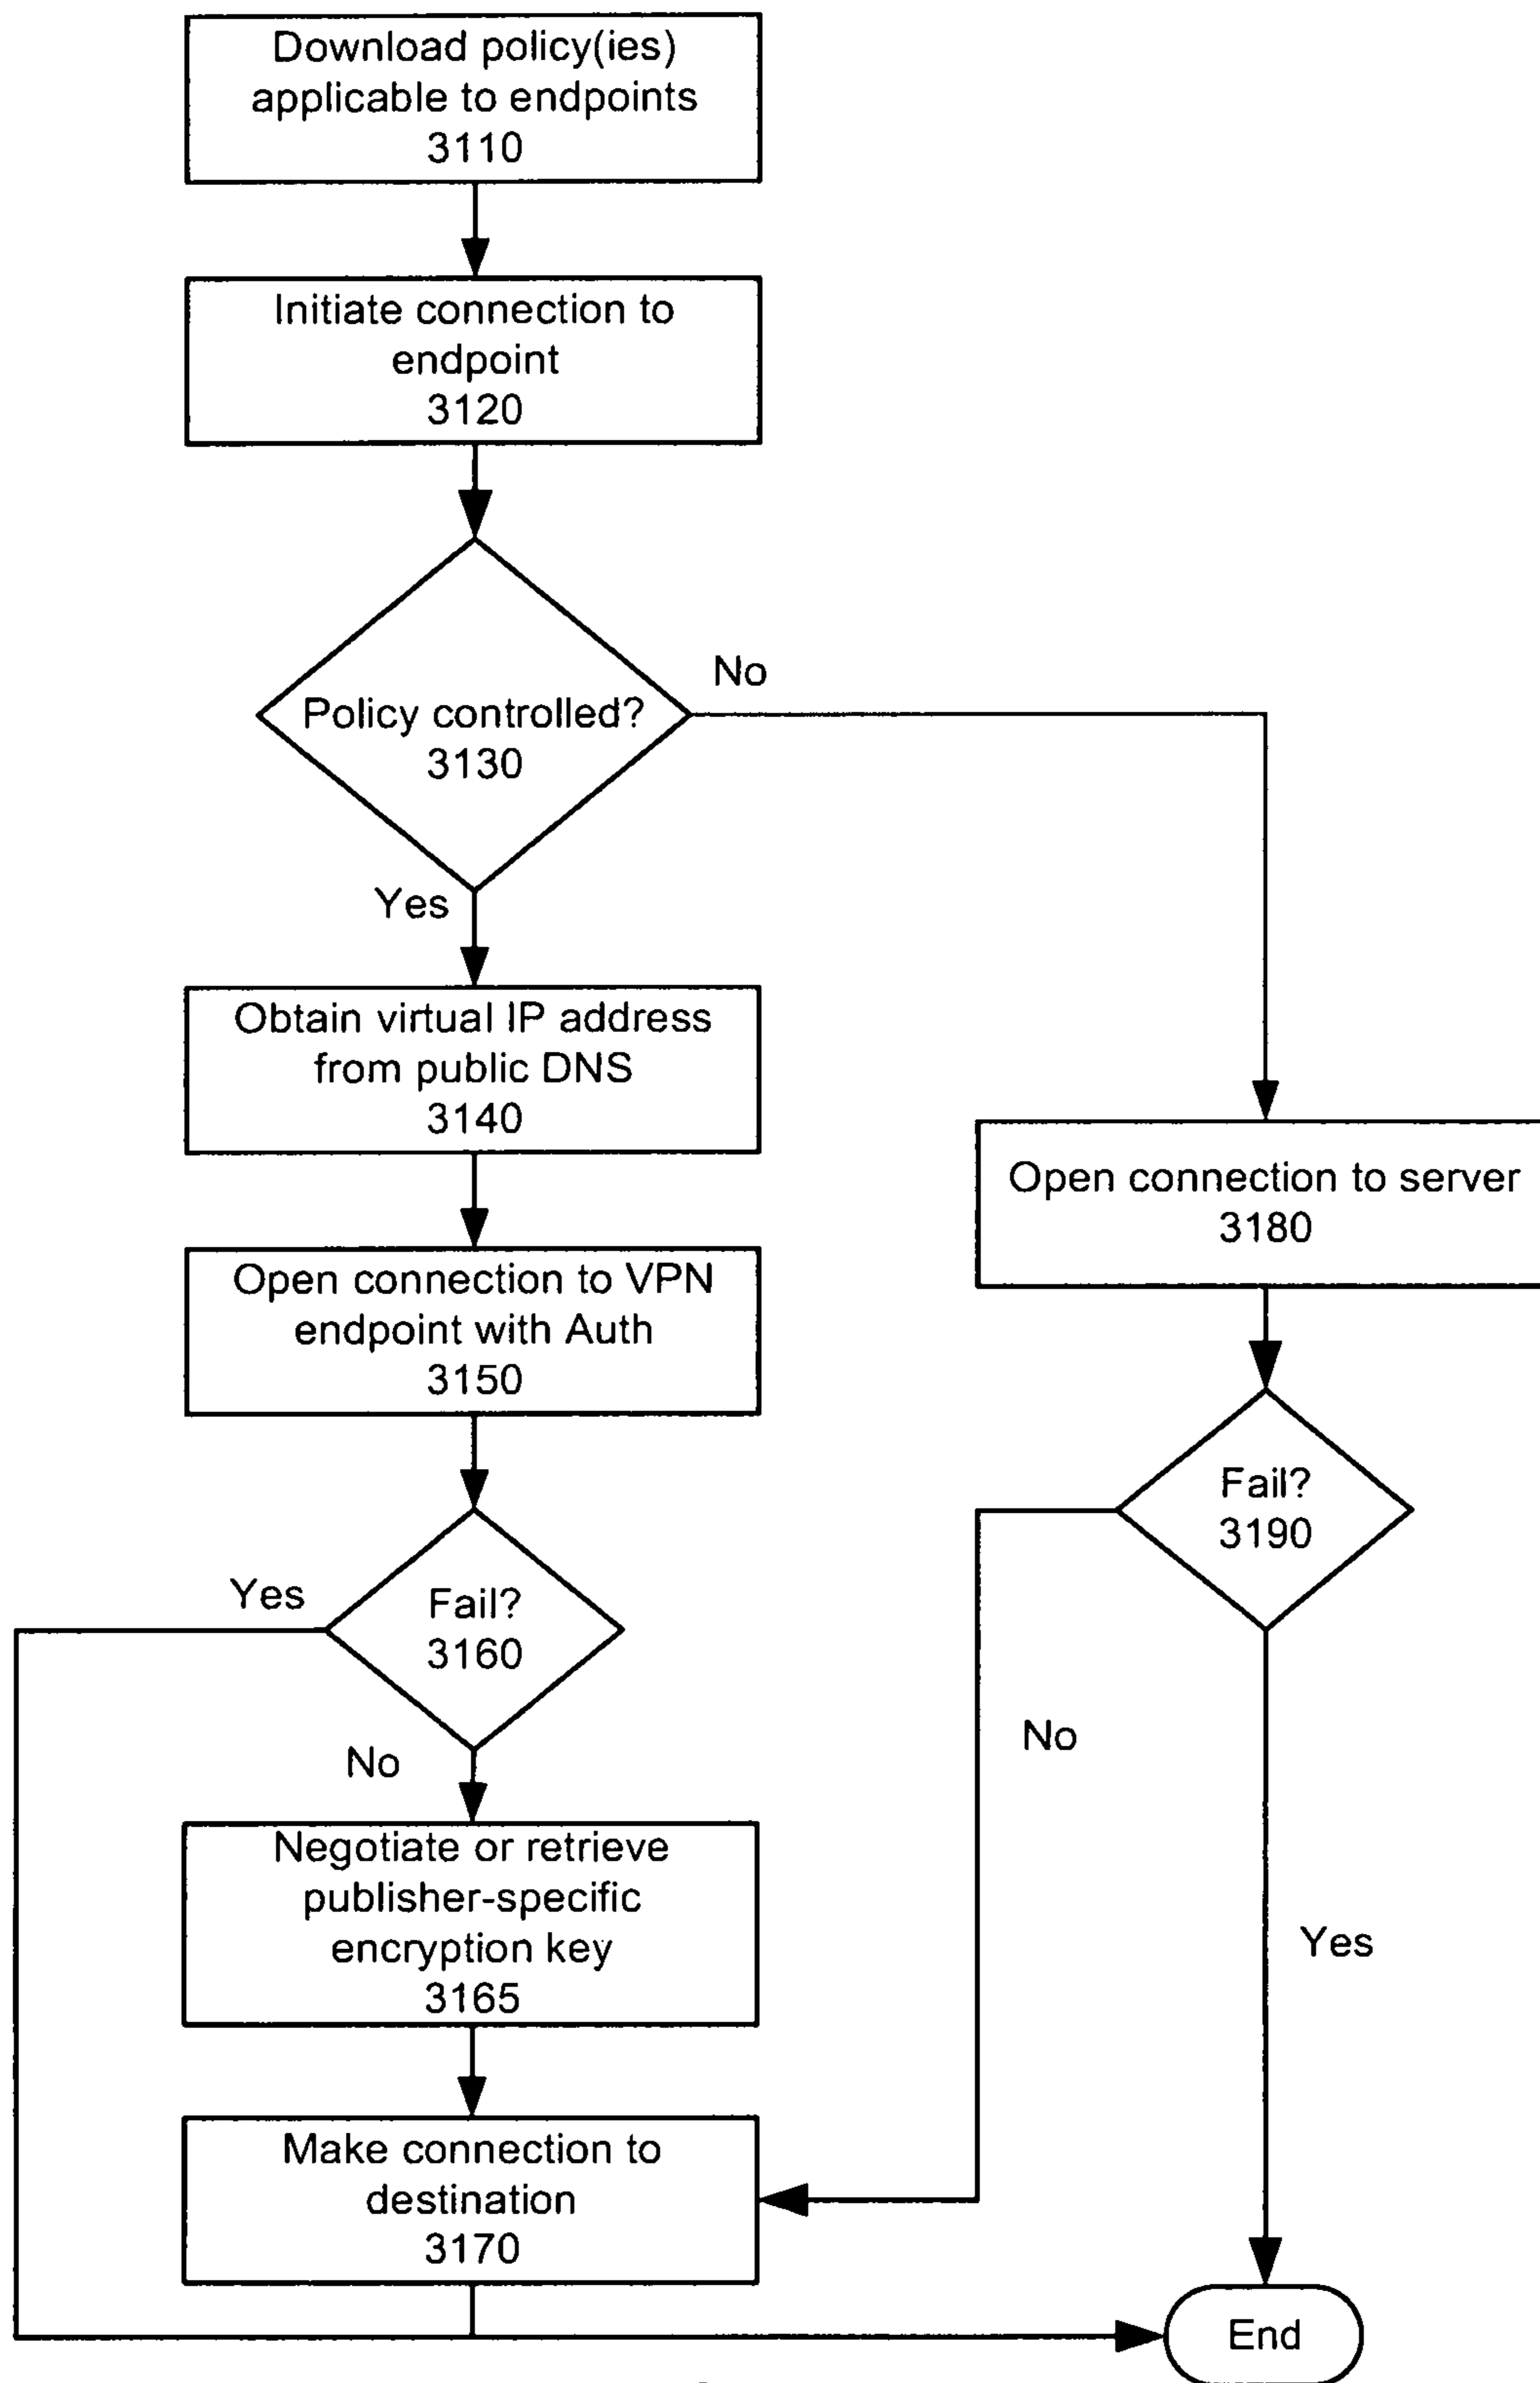 Download policy(ies)
applicable to endpoints
3110
Initiate connection to
endpoint
3120
No
Policy controlled?
3130
Yes
Obtain virtual IP address
from public DNS
3140
Open connection to server
3180
Open connection to VPN
endpoint with Auth
3150
Fail?
3190
Yes
Fail?
3160
No
No
Negotiate or retrieve
publisher-specific
encryption key
3165
Yes
Make connection to
destination
3170
End